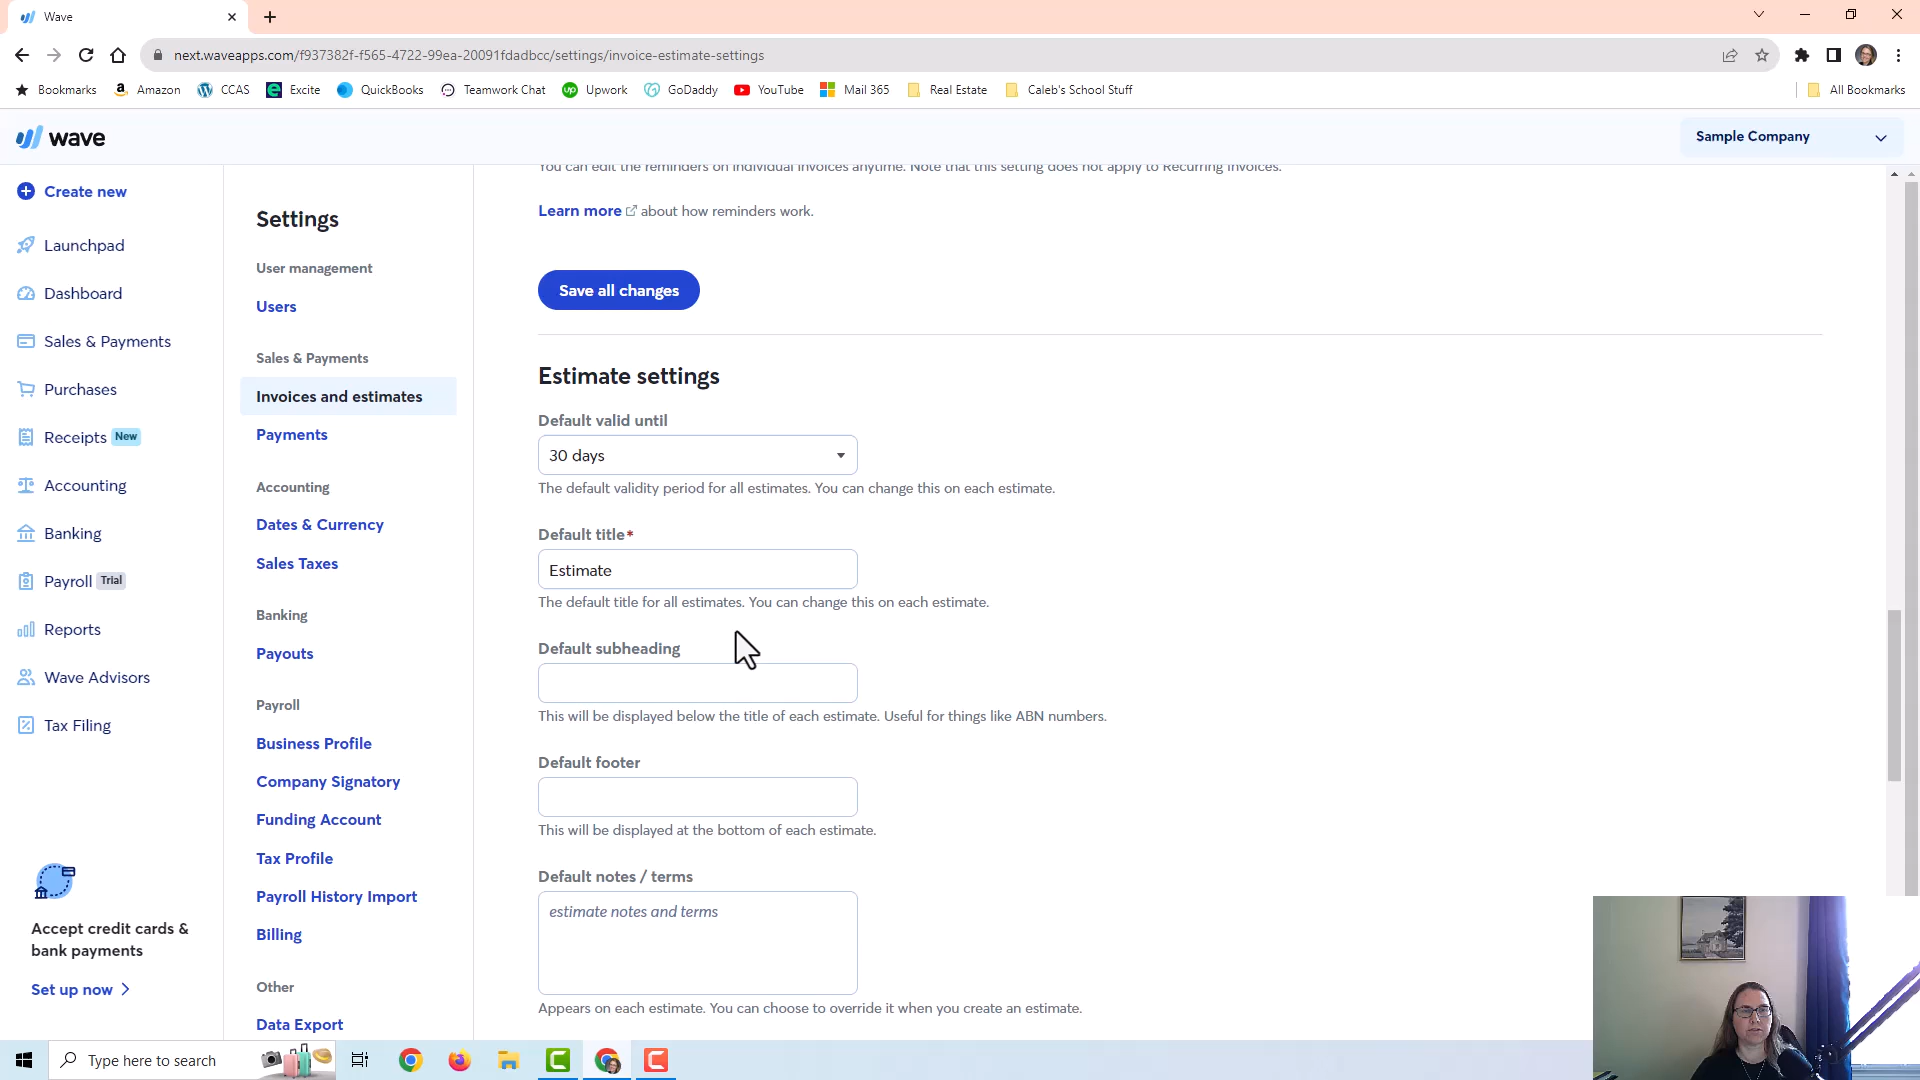 Wave
next.waveapps.com/f937382f-f565-4722-99ea-20091fdadbcc/settings/invoice-estimate-settings
Bookmarks
Amazon
CCAS
Excite
QuickBooks
Teamwork Chat
Upwork
GoDaddy
YouTube
Mail 365
Real Estate
Caleb's School Stuff
All Bookmarks
wave
Sample Company
Create new
Launchpad
Dashboard
Sales & Payments
Purchases
Receipts New
Accounting
Banking
Payroll Trial
Reports
Wave Advisors
Tax Filing
Accept credit cards &
bank payments
Set up now
Settings
User management
Users
Sales & Payments
Invoices and estimates
Payments
Accounting
Dates & Currency
Sales Taxes
Banking
Payouts
Payroll
Business Profile
Company Signatory
Funding Account
Tax Profile
Payroll History Import
Billing
Other
Data Export
You can edit the reminders on individual invoices anytime. Note that this setting does not apply to Recurring Invoices.
Learn more about how reminders work.
Save all changes
Estimate settings
Default valid until
30 days
The default validity period for all estimates. You can change this on each estimate.
Default title*
Estimate
The default title for all estimates. You can change this on each estimate.
Default subheading
This will be displayed below the title of each estimate. Useful for things like ABN numbers.
Default footer
This will be displayed at the bottom of each estimate.
Default notes / terms
estimate notes and terms
Appears on each estimate. You can choose to override it when you create an estimate.
Type here to search